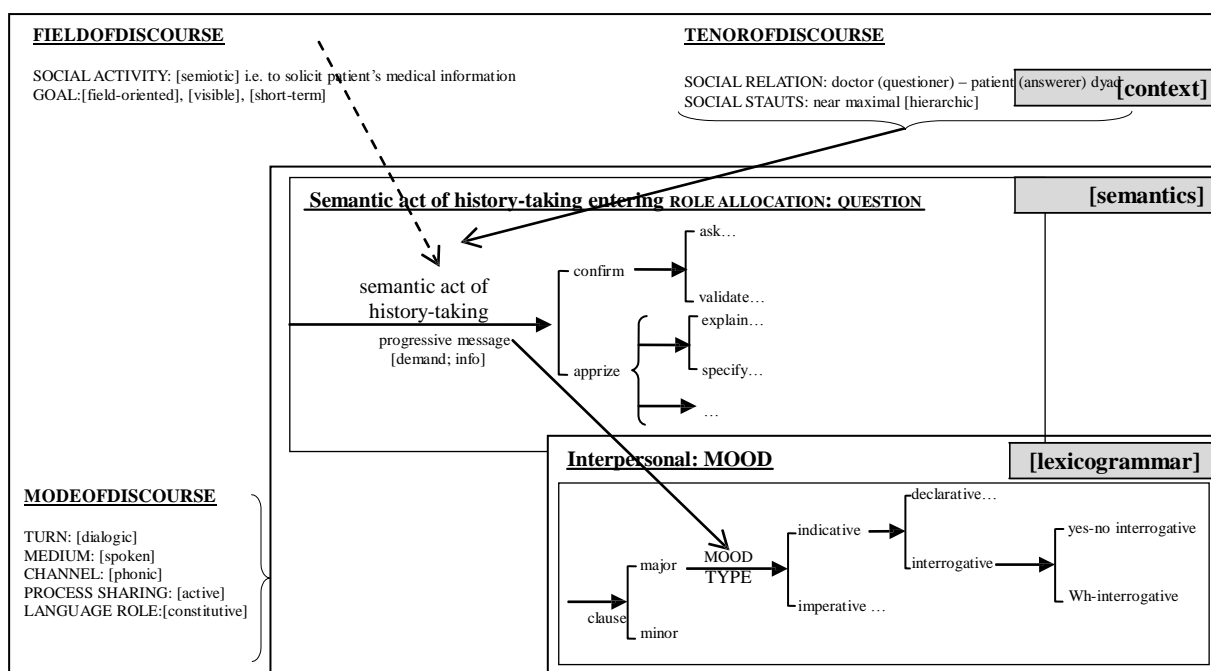 FIELDOFDISCOURSE
SOCIAL ACTIVITY: [semiotic] i.e. to solicit patient's medical information
GOAL:[field-oriented], [visible], [short-term]
TENOROFDISCOURSE
SOCIAL RELATION: doctor (questioner) – patient (answerer) dyad
SOCIAL STAUTS: near maximal [hierarchic]
[context]
[semantics]
Semantic act of history-taking entering ROLE ALLOCATION: QUESTION
semantic act of
history-taking
progressive message
[demand; info]
confirm
ask…
validate…
apprize
explain…
specify…
…
[lexicogrammar]
Interpersonal: MOOD
clause
major
minor
MOOD
TYPE
indicative
imperative …
declarative…
interrogative
yes-no interrogative
Wh-interrogative
MODEOFDISCOURSE
TURN: [dialogic]
MEDIUM: [spoken]
CHANNEL: [phonic]
PROCESS SHARING: [active]
LANGUAGE ROLE:[constitutive]